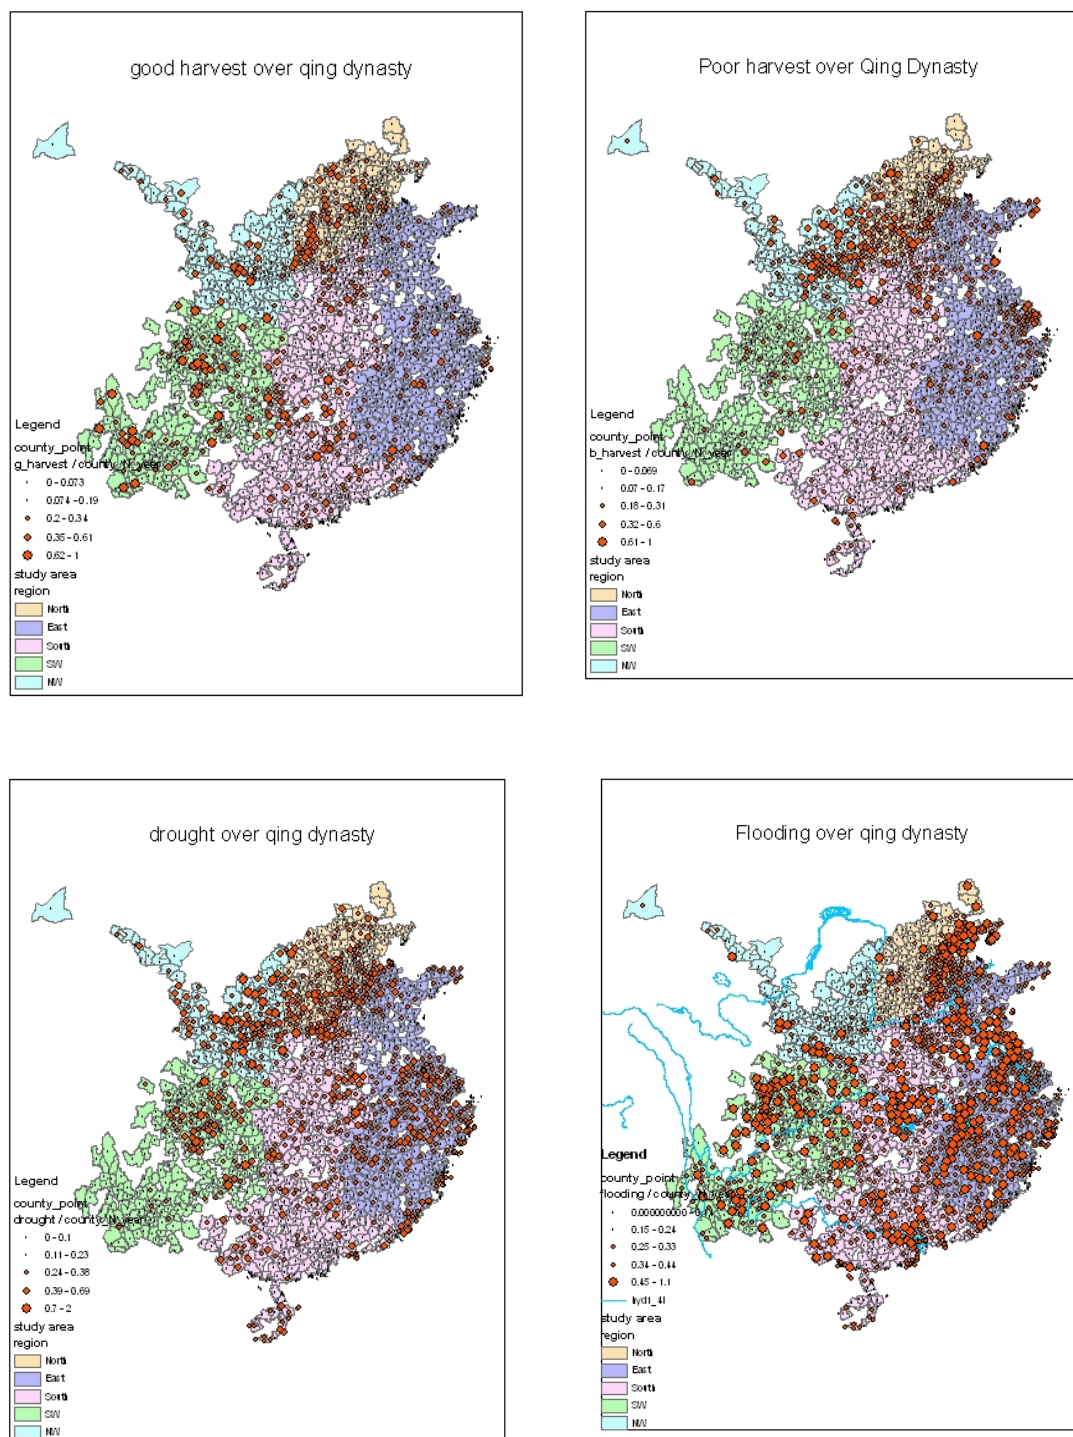 good harvest over qing dynasty
Legend
county_point
g_harvest / county_N_year
0 - 0.073
0.074 - 0.19
0.2 - 0.34
0.35 - 0.61
0.62 - 1
study area
region
North
East
South
SW
NW
Poor harvest over Qing Dynasty
Legend
county_point
b_harvest / county_N_year
0 - 0.069
0.07 - 0.17
0.18 - 0.31
0.32 - 0.6
0.61 - 1
study area
region
North
East
South
SW
NW
drought over qing dynasty
Legend
county_point
drought / county_N_year
0 - 0.1
0.11 - 0.23
0.24 - 0.38
0.39 - 0.69
0.7 - 2
study area
region
North
East
South
SW
NW
Flooding over qing dynasty
Legend
county_point
flooding / county_N_year
0.000000000 -
0.15 - 0.24
0.25 - 0.33
0.34 - 0.44
0.45 - 1.1
hyd1_4l
study area
region
North
East
South
SW
NW